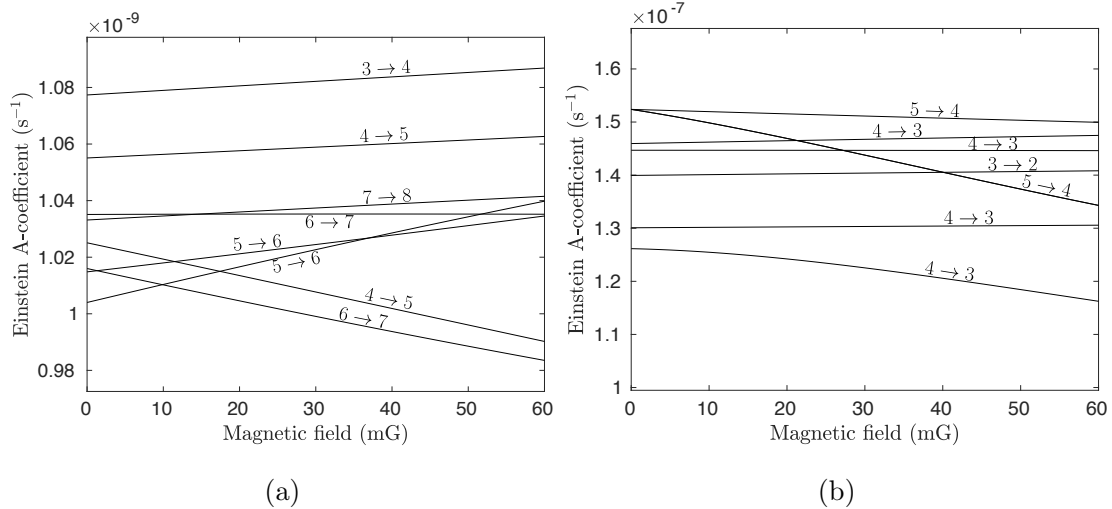 ×10⁻⁹
Einstein A-coefficient (s⁻¹)
1.08
1.06
1.04
1.02
1
0.98
3 → 4
4 → 5
7 → 8
6 → 7
5 → 6
5 → 6
4 → 5
6 → 7
0 10 20 30 40 50 60
Magnetic field (mG)
(a)
×10⁻⁷
Einstein A-coefficient (s⁻¹)
1.6
1.5
1.4
1.3
1.2
1.1
1
5 → 4
4 → 3
4 → 3
3 → 2
5 → 4
4 → 3
4 → 3
0 10 20 30 40 50 60
Magnetic field (mG)
(b)